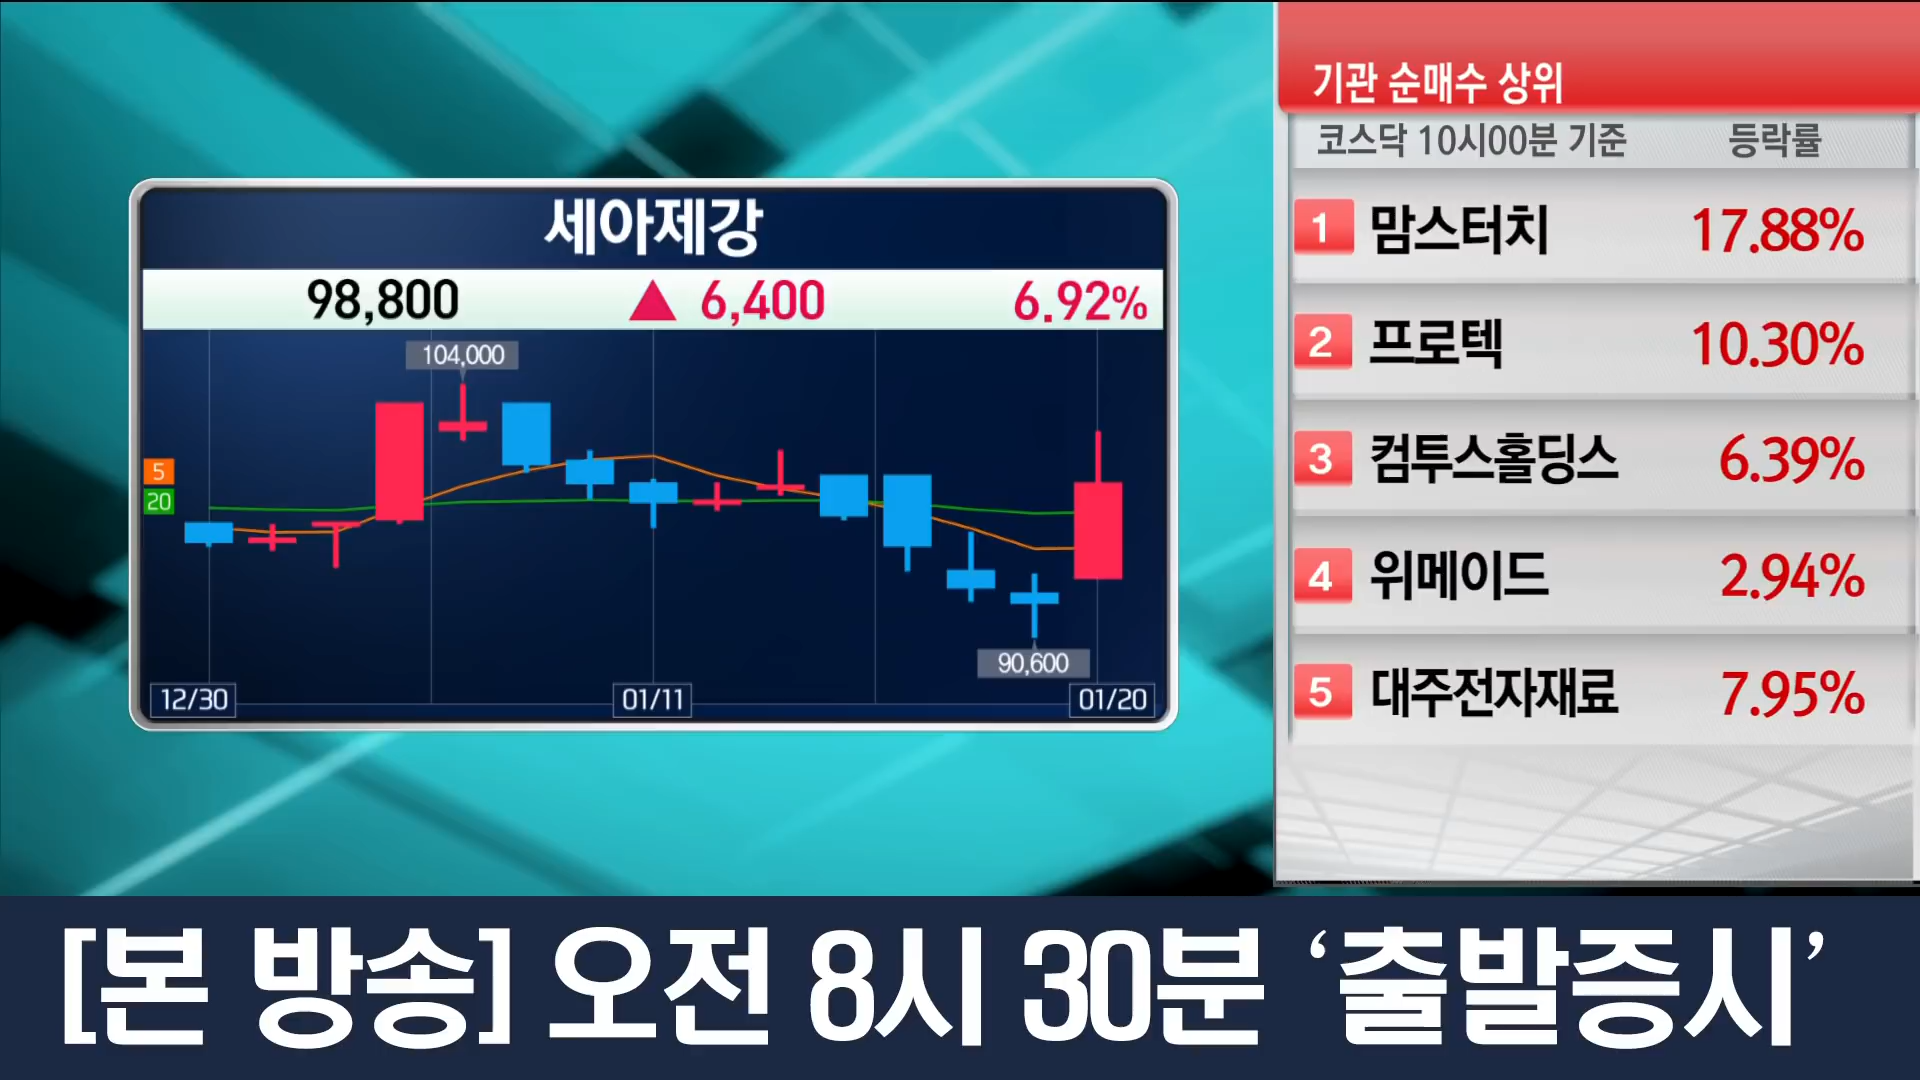 세아제강
98,800 ▲ 6,400 6.92%
104,000
5
20
90,600
12/30 01/11 01/20
기관 순매수 상위
코스닥 10시00분 기준 등락률
1 맘스터치 17.88%
2 프로텍 10.30%
3 컴투스홀딩스 6.39%
4 위메이드 2.94%
5 대주전자재료 7.95%
[본 방송] 오전 8시 30분 ‘출발증시’